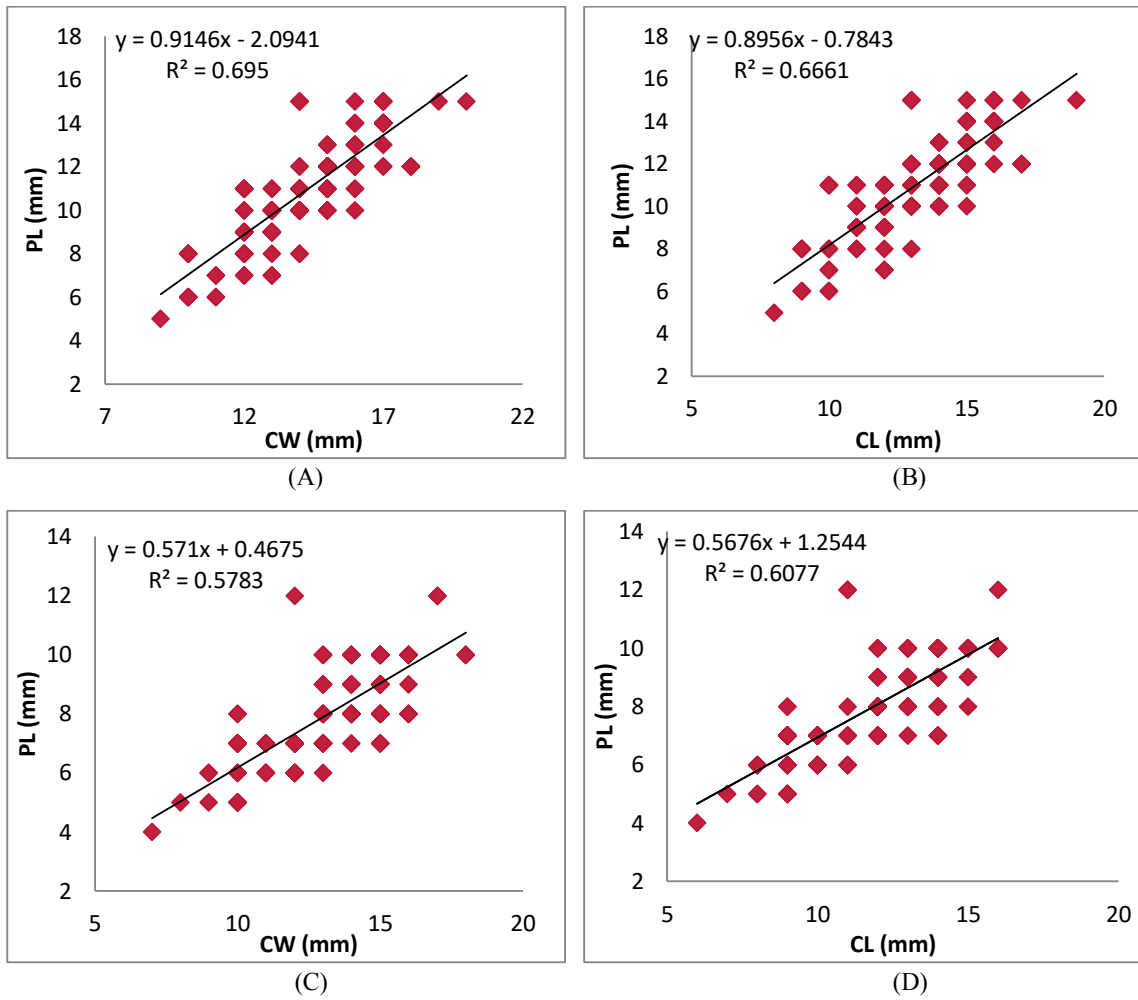 y = 0.9146x - 2.0941
R² = 0.695
18
16
14
12
10
8
6
4
2
PL (mm)
7 12 17 22
CW (mm)
(A)
y = 0.8956x - 0.7843
R² = 0.6661
18
16
14
12
10
8
6
4
2
PL (mm)
5 10 15 20
CL (mm)
(B)
y = 0.571x + 0.4675
R² = 0.5783
14
12
10
8
6
4
2
PL (mm)
5 10 15 20
CW (mm)
(C)
y = 0.5676x + 1.2544
R² = 0.6077
14
12
10
8
6
4
2
PL (mm)
5 10 15 20
CL (mm)
(D)